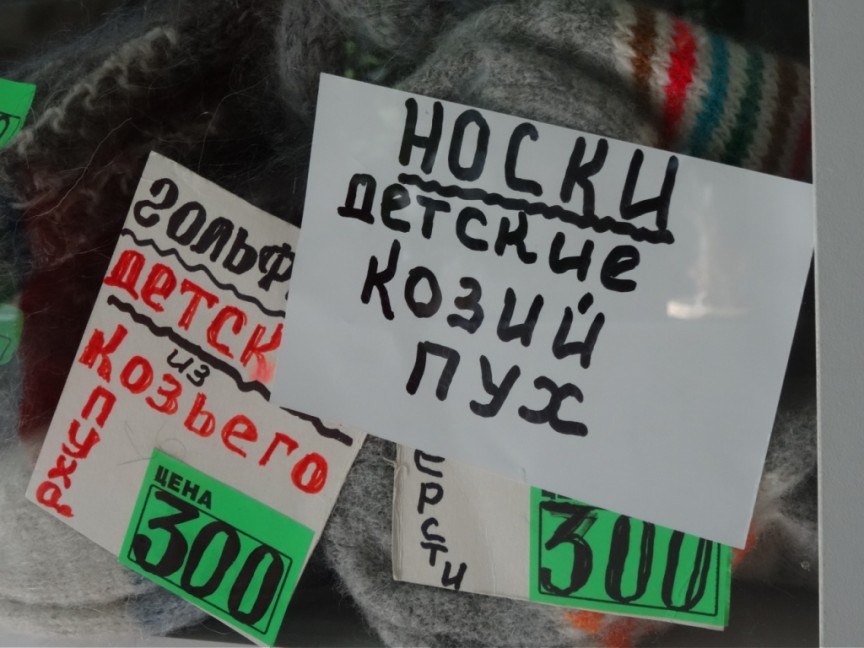 НОСКИ
детские
козий
пух
гольф
детск
из
козьего
пуха
ЦЕНА
300
ерсти
300